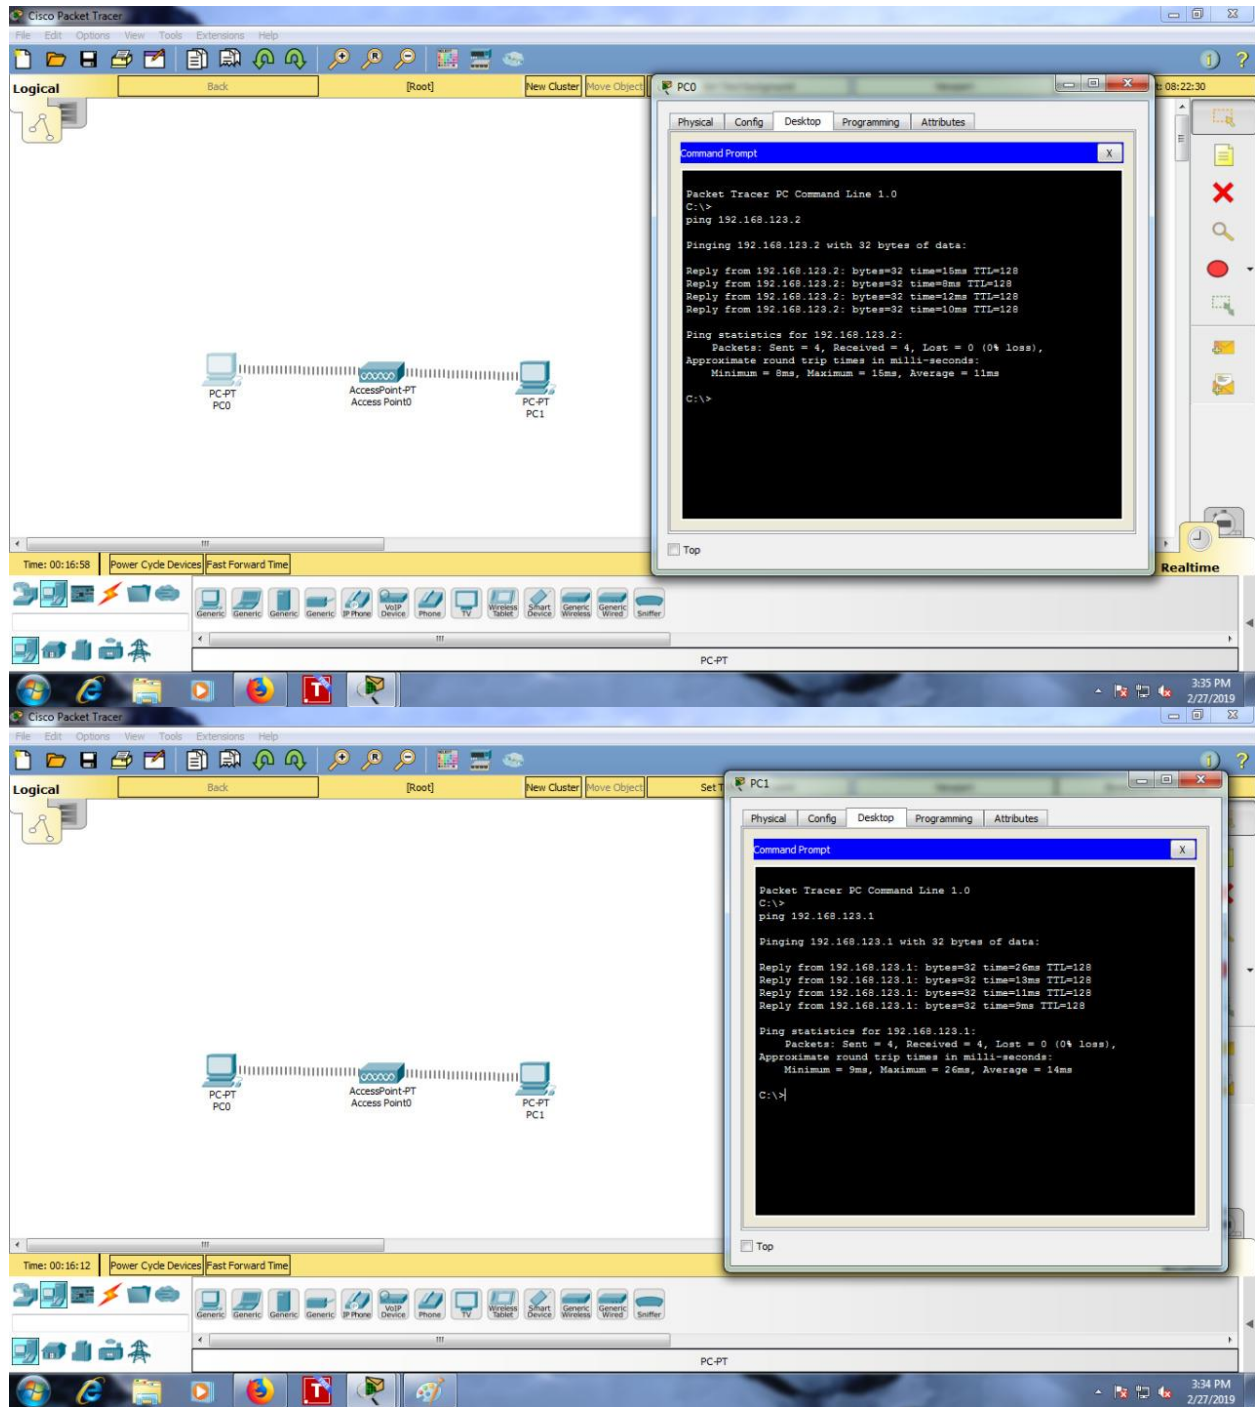 Cisco Packet Tracer
File Edit Options View Tools Extensions Help
Logical Back [Root] New Cluster Move Object
08:22:30
PC0
Physical Config Desktop Programming Attributes
Command Prompt X
Packet Tracer PC Command Line 1.0
C:\>
ping 192.168.123.2
Pinging 192.168.123.2 with 32 bytes of data:
Reply from 192.168.123.2: bytes=32 time=15ms TTL=128
Reply from 192.168.123.2: bytes=32 time=8ms TTL=128
Reply from 192.168.123.2: bytes=32 time=12ms TTL=128
Reply from 192.168.123.2: bytes=32 time=10ms TTL=128
Ping statistics for 192.168.123.2:
Packets: Sent = 4, Received = 4, Lost = 0 (0% loss),
Approximate round trip times in milli-seconds:
Minimum = 8ms, Maximum = 15ms, Average = 11ms
C:\>
Top
PC-PT
PC0
AccessPoint-PT
Access Point0
PC-PT
PC1
Time: 00:16:58 Power Cycle Devices Fast Forward Time
Realtime
Generic Generic Generic Generic IP Phone VoIP Device Phone TV Wireless Tablet Smart Device Generic Wireless Generic Wired Sniffer
PC-PT
3:35 PM
2/27/2019
Cisco Packet Tracer
File Edit Options View Tools Extensions Help
Logical Back [Root] New Cluster Move Object Set T
PC1
Physical Config Desktop Programming Attributes
Command Prompt X
Packet Tracer PC Command Line 1.0
C:\>
ping 192.168.123.1
Pinging 192.168.123.1 with 32 bytes of data:
Reply from 192.168.123.1: bytes=32 time=26ms TTL=128
Reply from 192.168.123.1: bytes=32 time=13ms TTL=128
Reply from 192.168.123.1: bytes=32 time=11ms TTL=128
Reply from 192.168.123.1: bytes=32 time=9ms TTL=128
Ping statistics for 192.168.123.1:
Packets: Sent = 4, Received = 4, Lost = 0 (0% loss),
Approximate round trip times in milli-seconds:
Minimum = 9ms, Maximum = 26ms, Average = 14ms
C:\>
Top
PC-PT
PC0
AccessPoint-PT
Access Point0
PC-PT
PC1
Time: 00:16:12 Power Cycle Devices Fast Forward Time
Generic Generic Generic Generic IP Phone VoIP Device Phone TV Wireless Tablet Smart Device Generic Wireless Generic Wired Sniffer
PC-PT
3:34 PM
2/27/2019